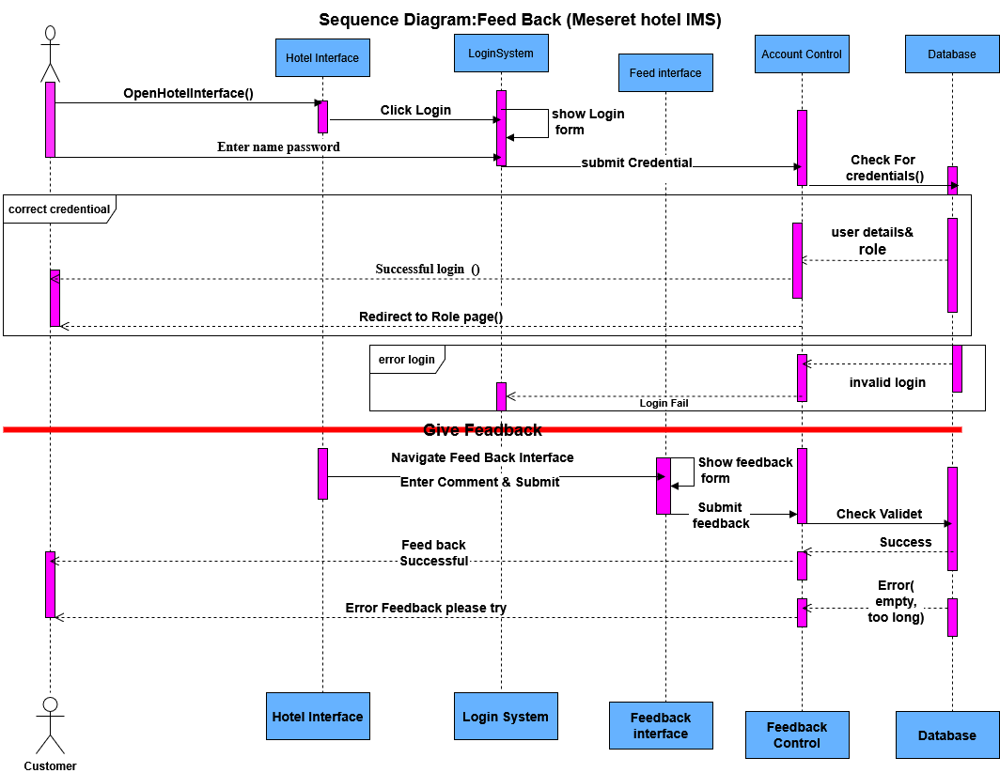 Sequence Diagram:Feed Back (Meseret hotel IMS)
Hotel Interface
LoginSystem
Feed interface
Account Control
Database
OpenHotelInterface()
Click Login
show Login
form
Enter name password
submit Credential
Check For
credentials()
correct credentioal
user details&
role
Successful login ()
Redirect to Role page()
error login
invalid login
Login Fail
Give Feadback
Navigate Feed Back Interface
Enter Comment & Submit
Show feedback
form
Submit
feedback
Check Validet
Success
Feed back
Successful
Error(
empty,
too long)
Error Feedback please try
Hotel Interface
Login System
Feedback
interface
Feedback
Control
Database
Customer